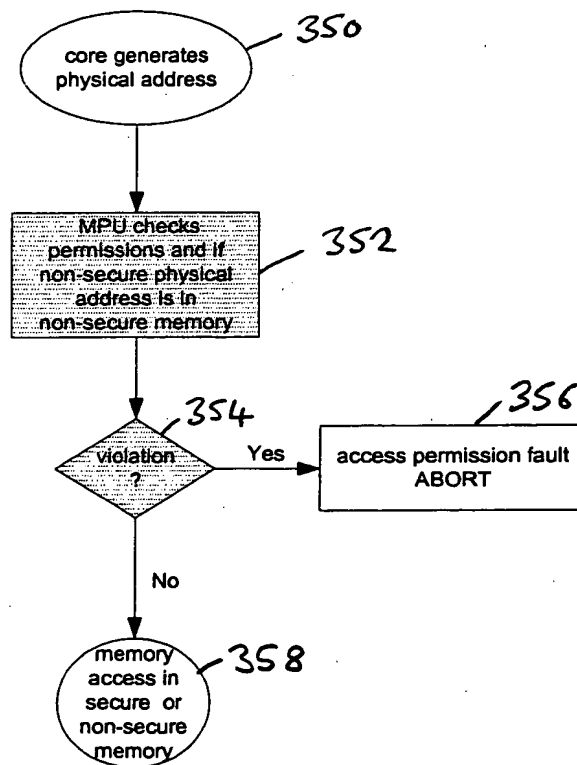 350
core generates
physical address
MPU checks
permissions and if
non-secure physical
address is in
non-secure memory
352
354
violation
?
Yes
356
access permission fault
ABORT
No
memory
access in
secure or
non-secure
memory
358